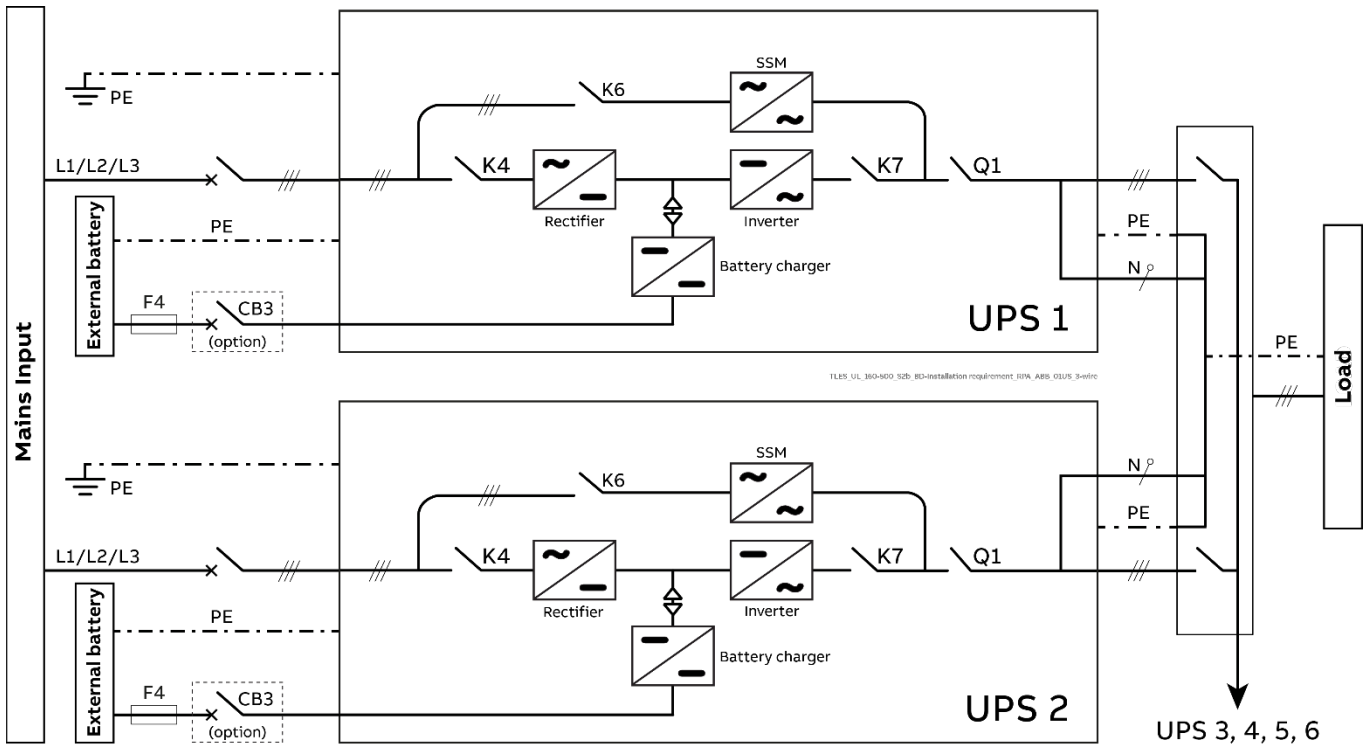 Mains Input
PE
L1/L2/L3
External battery
PE
F4
CB3
(option)
K6
SSM
K4
Rectifier
Inverter
K7
Q1
Battery charger
UPS 1
PE
N
TLES_UL_160-500_S2b_BD-Installation requirement_RPA_ABB_01US_3-wire
PE
Load
PE
L1/L2/L3
External battery
PE
F4
CB3
(option)
K6
SSM
K4
Rectifier
Inverter
K7
Q1
Battery charger
UPS 2
N
PE
UPS 3, 4, 5, 6